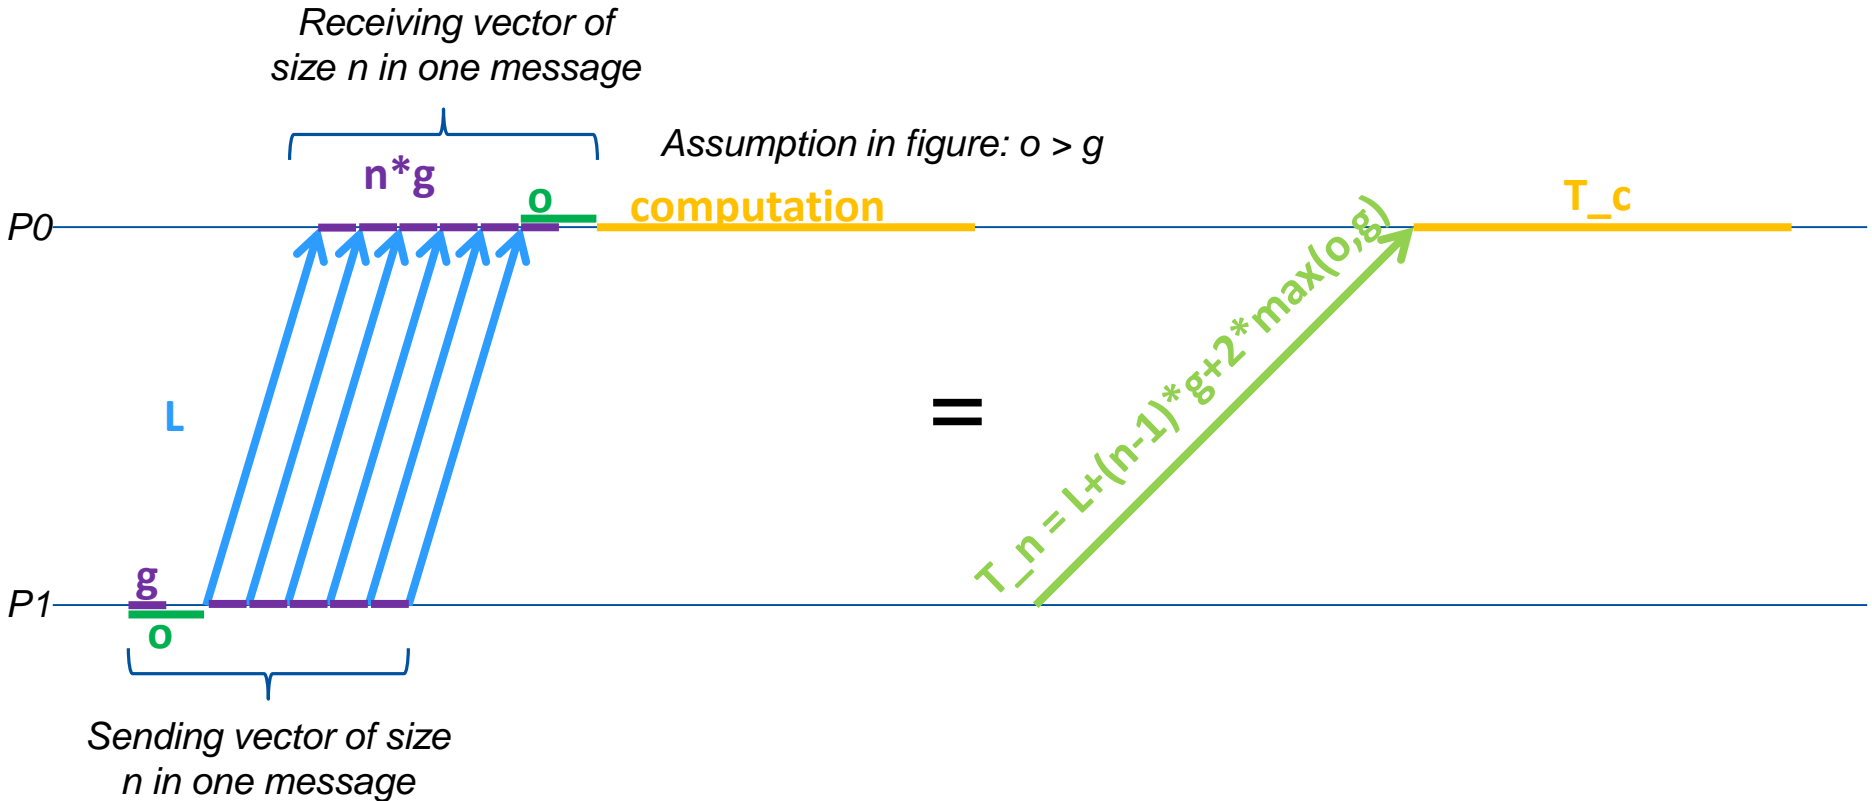 Receiving vector of
size n in one message
Assumption in figure: o > g
n*g
o
computation
T_c
P0
L
=
T_n = L+(n-1)*g+2*max(o,g)
g
P1
o
Sending vector of size
n in one message